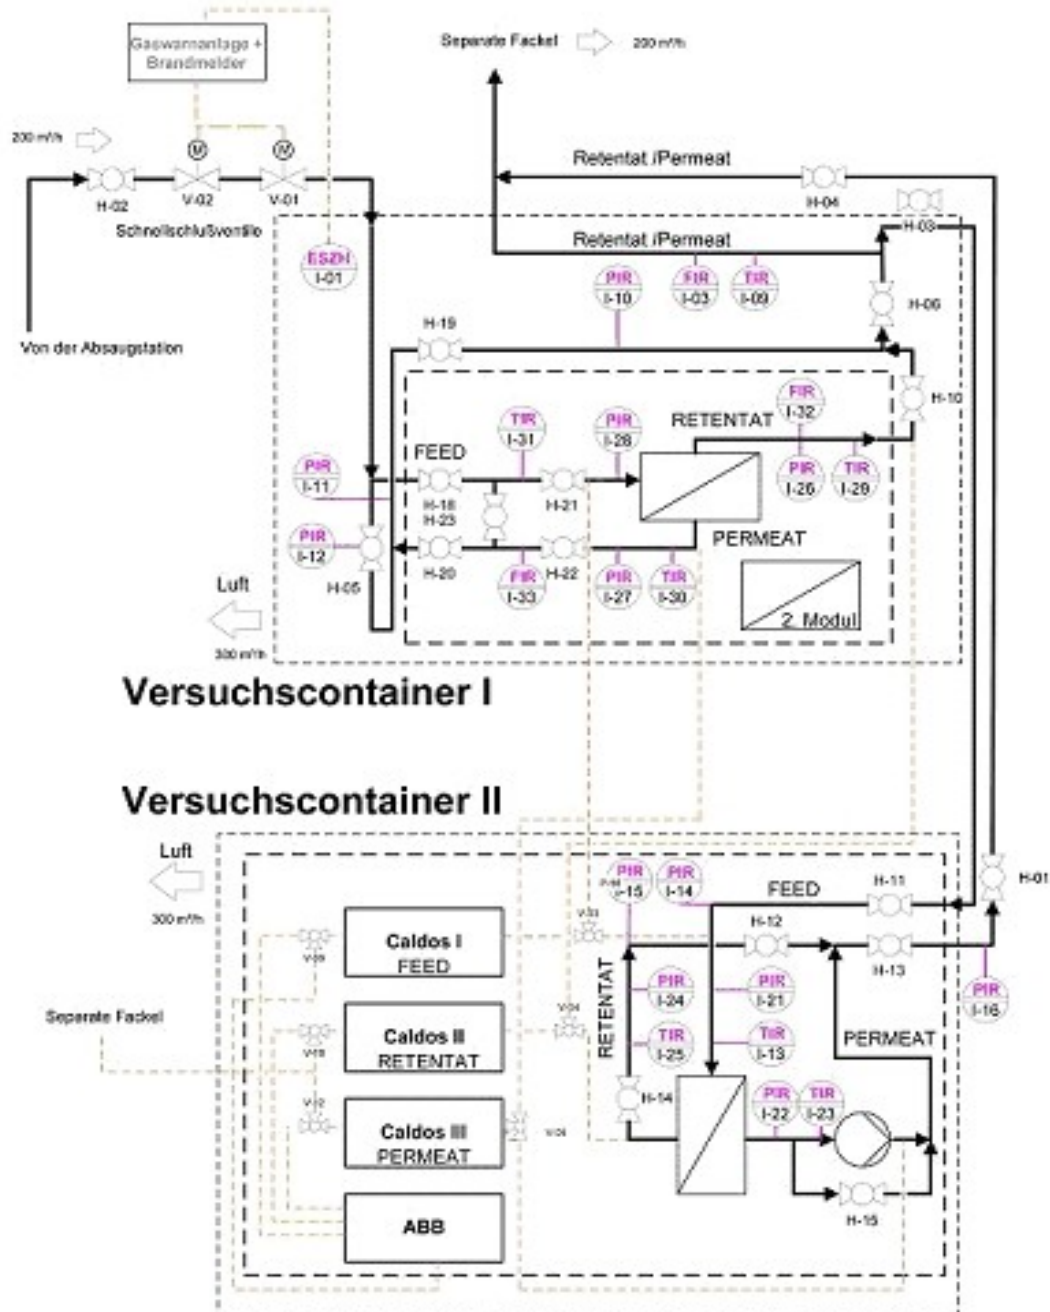 Gaswarnanlage +
Brandmelder
Separate Fackel
200 m³/h
200 m³/h
M
M
H-02
V-02
V-01
Schnellschlußventile
Retentat /Permeat
H-04
H-03
Retentat /Permeat
I-01
PIR
I-10
FIR
I-03
TIR
I-09
H-06
Von der Absaugstation
H-19
H-10
FIR
I-32
RETENTAT
TIR
I-31
PIR
I-28
FEED
PIR
I-11
H-18
H-23
H-21
PIR
I-26
TIR
I-29
PIR
I-12
PERMEAT
H-05
H-20
H-22
FIR
I-33
PIR
I-27
TIR
I-30
Luft
2. Modul
300 m³/h
Versuchscontainer I
Versuchscontainer II
Luft
300 m³/h
PIR
I-15
PIR
I-14
FEED
H-11
H-01
H-12
Caldos I
FEED
H-13
RETENTAT
PIR
I-24
PIR
I-21
PIR
I-16
Separate Fackel
Caldos II
RETENTAT
TIR
I-25
TIR
I-13
PERMEAT
H-14
PIR
I-22
TIR
I-23
Caldos III
PERMEAT
ABB
H-15